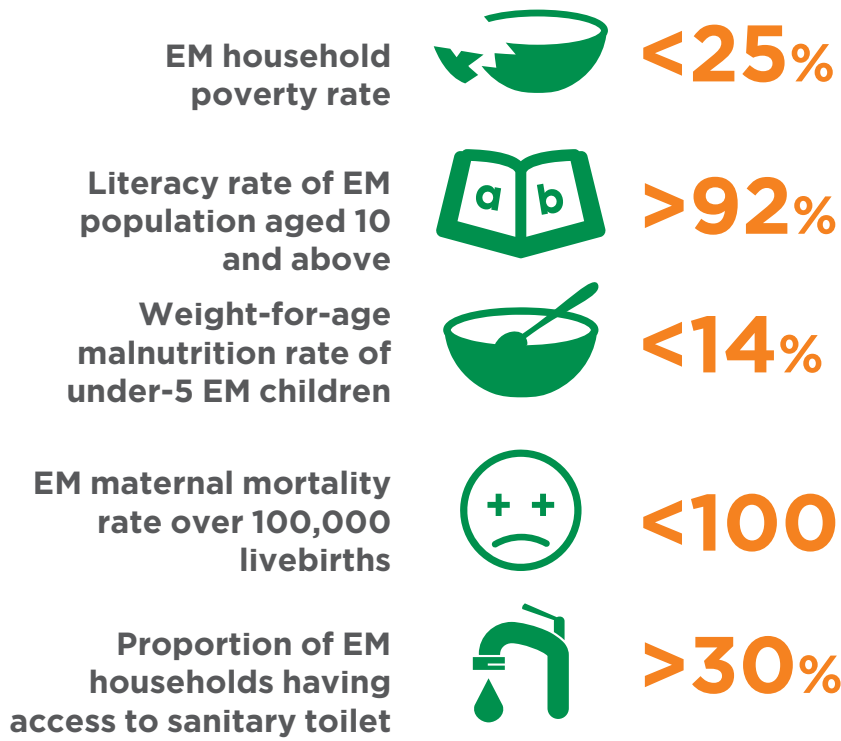 EM household
poverty rate
<25%
Literacy rate of EM
population aged 10
and above
a b
>92%
Weight-for-age
malnutrition rate of
under-5 EM children
<14%
EM maternal mortality
rate over 100,000
livebirths
<100
Proportion of EM
households having
access to sanitary toilet
>30%